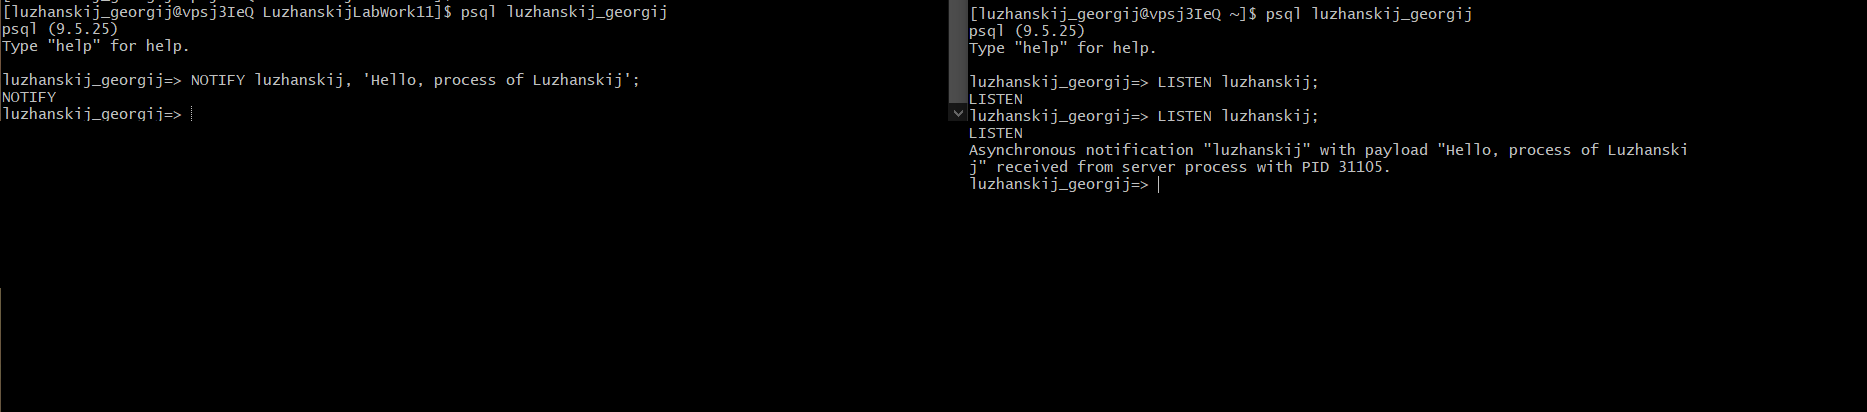 [luzhanskij_georgij@vpsj3IeQ LuzhanskijLabWork11]$ psql luzhanskij_georgij
psql (9.5.25)
Type "help" for help.
luzhanskij_georgij=> NOTIFY luzhanskij, 'Hello, process of Luzhanskij';
NOTIFY
luzhanskij_georgij=>
[luzhanskij_georgij@vpsj3IeQ ~]$ psql luzhanskij_georgij
psql (9.5.25)
Type "help" for help.
luzhanskij_georgij=> LISTEN luzhanskij;
LISTEN
luzhanskij_georgij=> LISTEN luzhanskij;
LISTEN
Asynchronous notification "luzhanskij" with payload "Hello, process of Luzhanski
j" received from server process with PID 31105.
luzhanskij_georgij=>